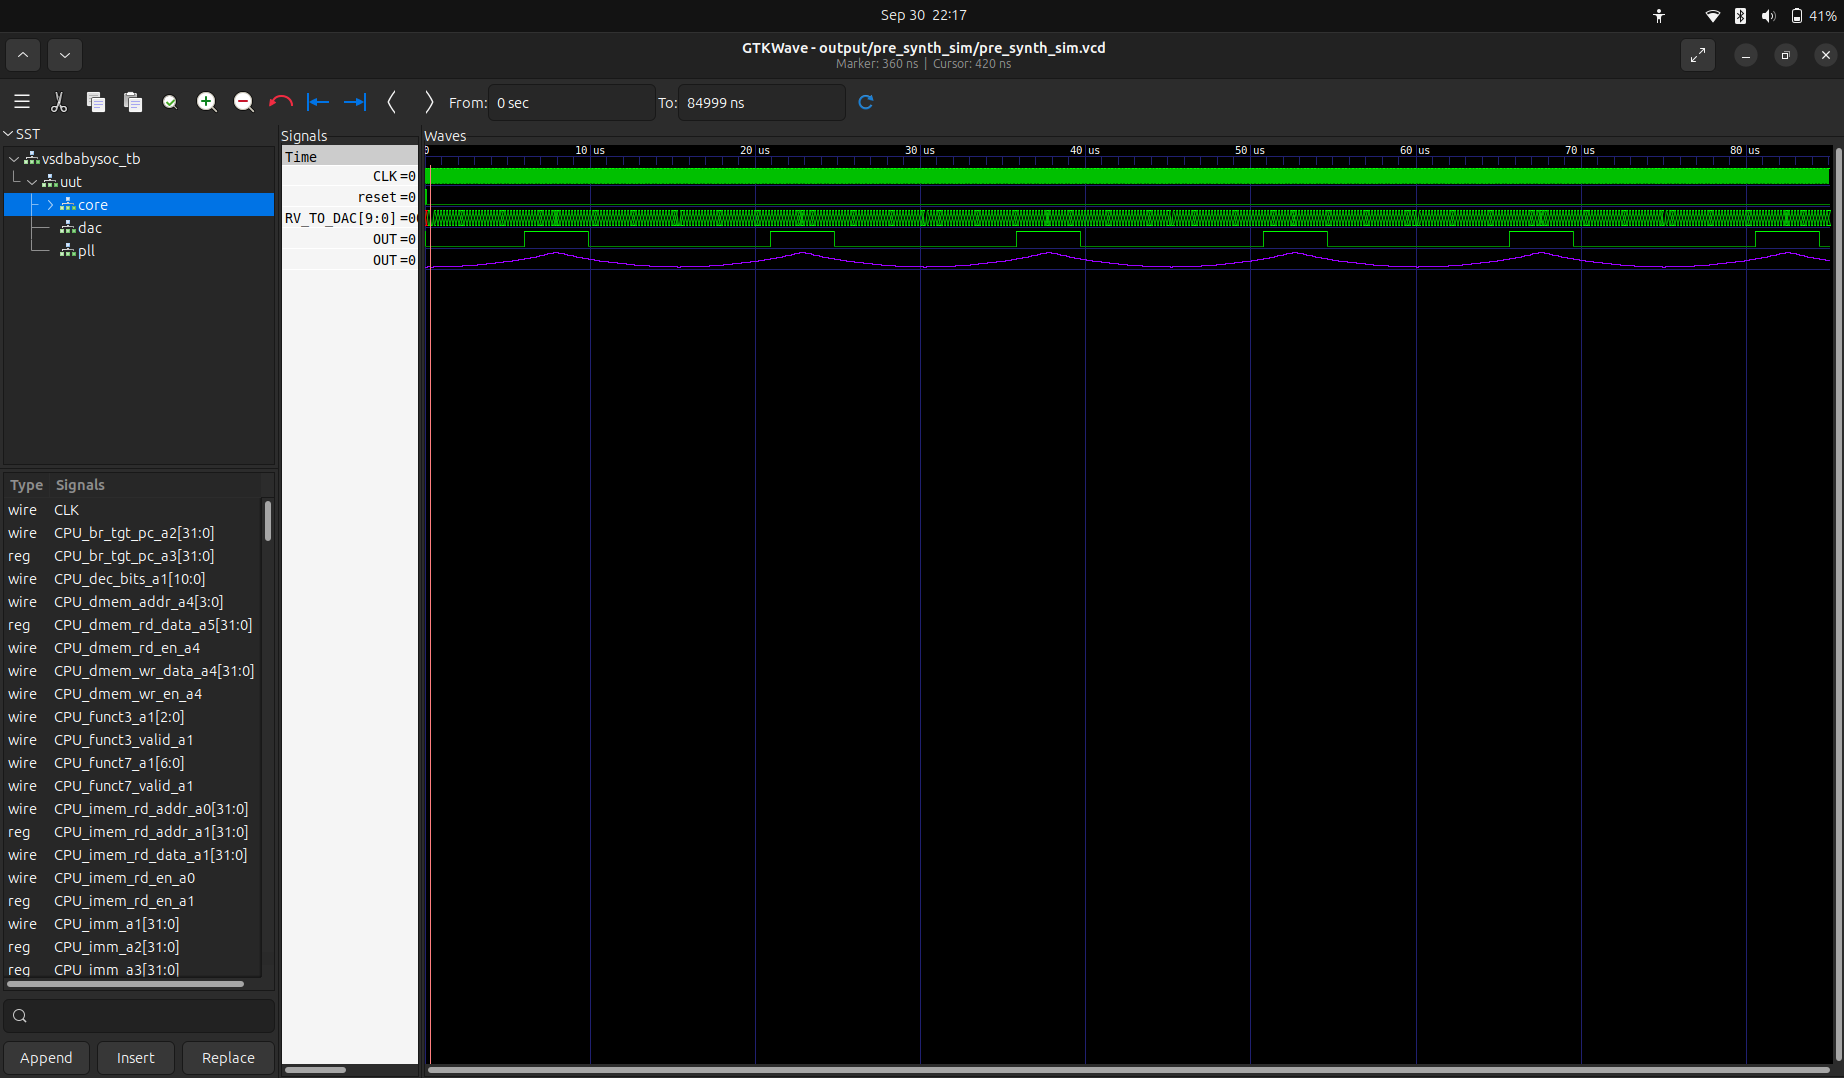 Sep 30 22:17
41%
GTKWave - output/pre_synth_sim/pre_synth_sim.vcd
Marker: 360 ns | Cursor: 420 ns
From: 0 sec To: 84999 ns
SST
vsdbabysoc_tb
uut
core
dac
pll
Type Signals
wire CLK
wire CPU_br_tgt_pc_a2[31:0]
reg CPU_br_tgt_pc_a3[31:0]
wire CPU_dec_bits_a1[10:0]
wire CPU_dmem_addr_a4[3:0]
reg CPU_dmem_rd_data_a5[31:0]
wire CPU_dmem_rd_en_a4
wire CPU_dmem_wr_data_a4[31:0]
wire CPU_dmem_wr_en_a4
wire CPU_funct3_a1[2:0]
wire CPU_funct3_valid_a1
wire CPU_funct7_a1[6:0]
wire CPU_funct7_valid_a1
wire CPU_imem_rd_addr_a0[31:0]
reg CPU_imem_rd_addr_a1[31:0]
wire CPU_imem_rd_data_a1[31:0]
wire CPU_imem_rd_en_a0
reg CPU_imem_rd_en_a1
wire CPU_imm_a1[31:0]
reg CPU_imm_a2[31:0]
reg CPU_imm_a3[31:0]
Append Insert Replace
Signals
Time
CLK=0
reset=0
RV_TO_DAC[9:0]=00
OUT=0
OUT=0
Waves
0 10 us 20 us 30 us 40 us 50 us 60 us 70 us 80 us